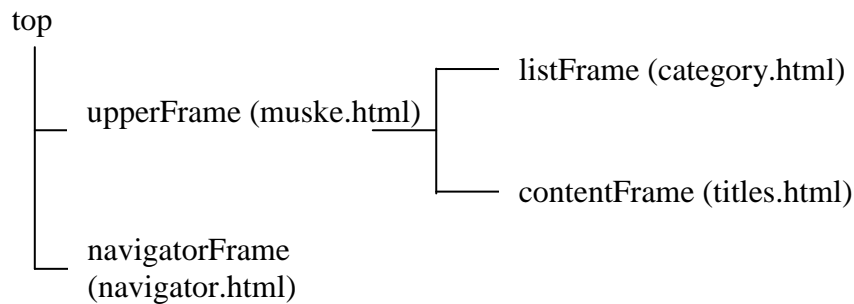 top
listFrame (category.html)
upperFrame (muske.html)
contentFrame (titles.html)
navigatorFrame
(navigator.html)